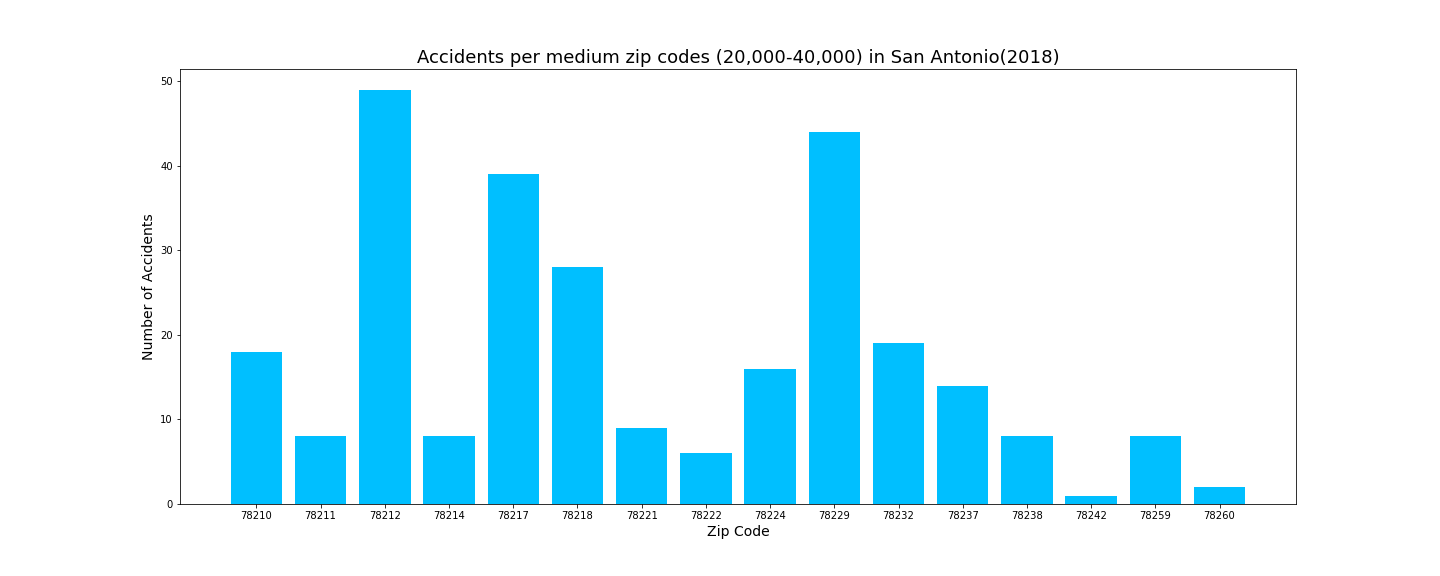 Accidents per medium zip codes (20,000-40,000) in San Antonio(2018)
50
40
30
20
10
0
Number of Accidents
78210 78211 78212 78214 78217 78218 78221 78222 78224 78229 78232 78237 78238 78242 78259 78260
Zip Code